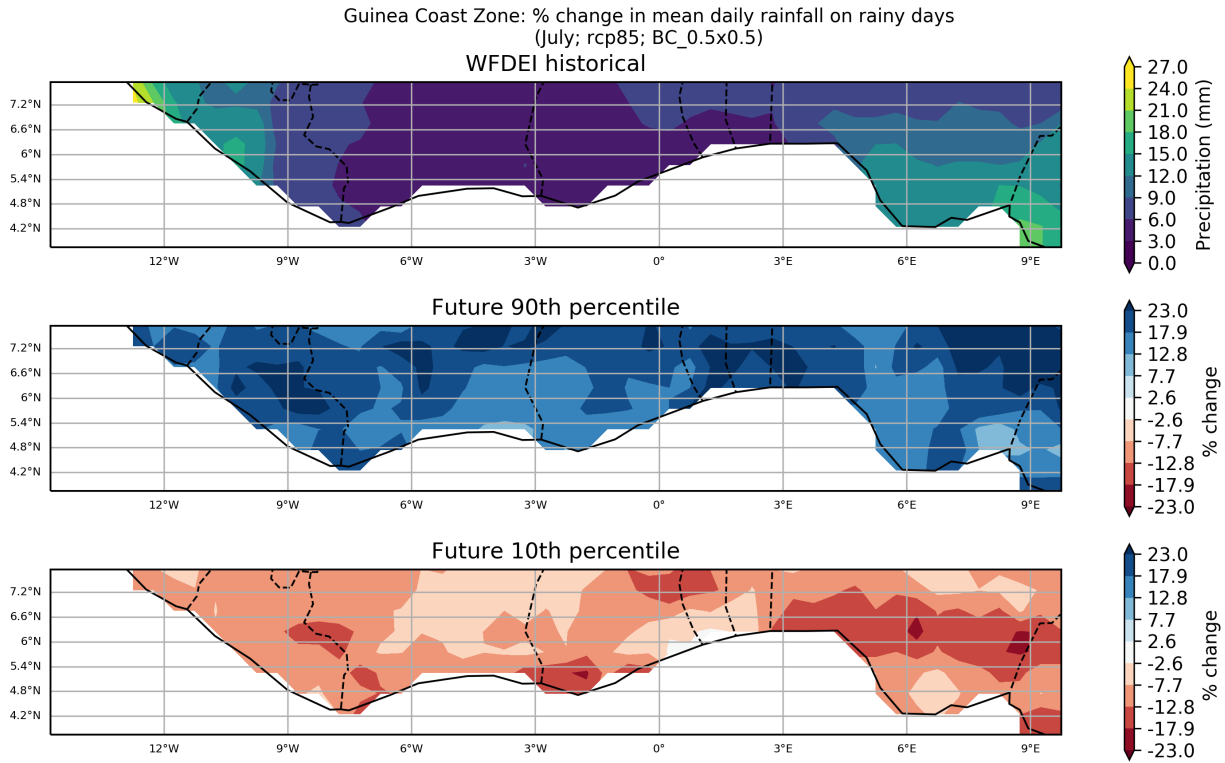 Guinea Coast Zone: % change in mean daily rainfall on rainy days
(July; rcp85; BC_0.5x0.5)
WFDEI historical
7.2°N
6.6°N
6°N
5.4°N
4.8°N
4.2°N
12°W 9°W 6°W 3°W 0° 3°E 6°E 9°E
27.0
24.0
21.0
18.0
15.0
12.0
9.0
6.0
3.0
0.0
Precipitation (mm)
Future 90th percentile
7.2°N
6.6°N
6°N
5.4°N
4.8°N
4.2°N
12°W 9°W 6°W 3°W 0° 3°E 6°E 9°E
23.0
17.9
12.8
7.7
2.6
-2.6
-7.7
-12.8
-17.9
-23.0
% change
Future 10th percentile
7.2°N
6.6°N
6°N
5.4°N
4.8°N
4.2°N
12°W 9°W 6°W 3°W 0° 3°E 6°E 9°E
23.0
17.9
12.8
7.7
2.6
-2.6
-7.7
-12.8
-17.9
-23.0
% change